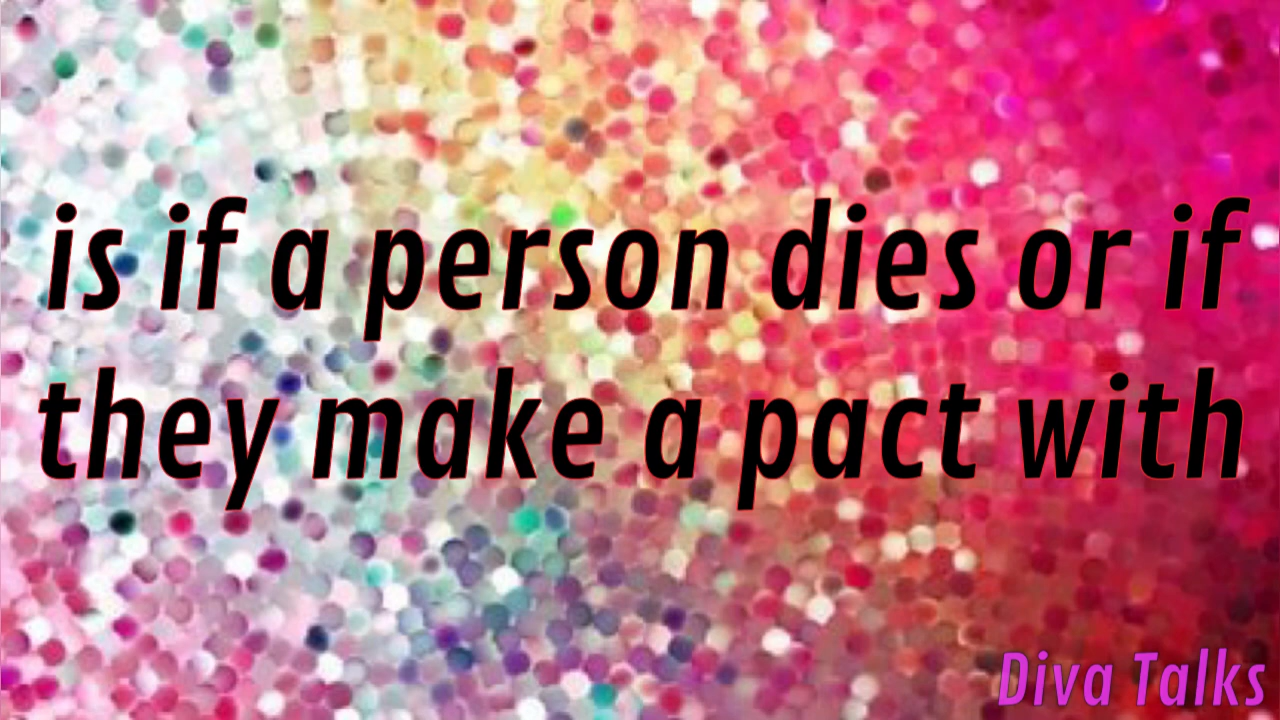 is if a person dies or if
they make a pact with
Diva Talks